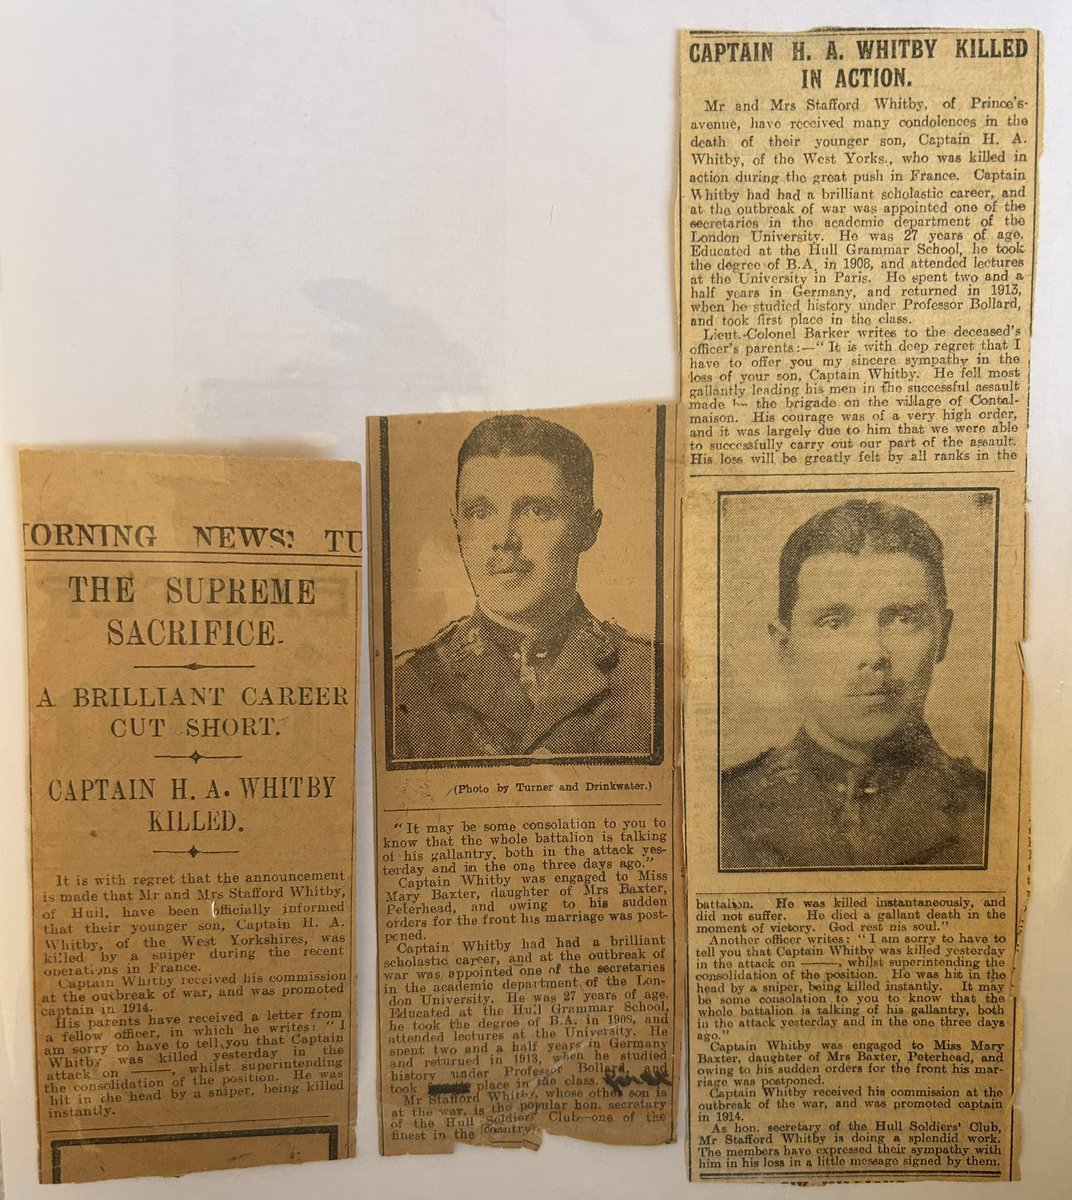 MORNING NEWS: TU
THE SUPREME
SACRIFICE.
A BRILLIANT CAREER
CUT SHORT.
CAPTAIN H. A. WHITBY
KILLED.
It is with regret that the announcement
is made that Mr and Mrs Stafford Whitby,
of Hull, have been officially informed
that their younger son, Captain H. A.
Whitby, of the West Yorkshires, was
killed by a sniper during the recent
operations in France.
Captain Whitby received his commission
at the outbreak of war, and was promoted
captain in 1914.
His parents have received a letter from
a fellow officer, in which he writes: "I
am sorry to have to tell you that Captain
Whitby was killed yesterday in the
attack on ——, whilst superintending
the consolidation of the position. He was
hit in the head by a sniper, being killed
instantly.
(Photo by Turner and Drinkwater.)
"It may be some consolation to you to
know that the whole battalion is talking
of his gallantry, both in the attack yes-
terday and in the one three days ago."
Captain Whitby was engaged to Miss
Mary Baxter, daughter of Mrs Baxter,
Peterhead, and owing to his sudden
orders for the front his marriage was post-
pened.
Captain Whitby had had a brilliant
scholastic career, and at the outbreak of
war was appointed one of the secretaries
in the academic department of the Lon-
don University. He was 27 years of age.
Educated at the Hull Grammar School,
he took the degree of B.A. in 1908, and
attended lectures at the University. He
spent two and a half years in Germany
and returned in 1913, when he studied
history under Professor Bollard, and
took place in the class.
Mr Stafford Whitby, whose other son is
at the war, is the popular hon. secretary
of the Hull Soldiers' Club—one of the
finest in the country.
CAPTAIN H. A. WHITBY KILLED
IN ACTION.
Mr and Mrs Stafford Whitby, of Prince's-
avenue, have received many condolences in the
death of their younger son, Captain H. A.
Whitby, of the West Yorks., who was killed in
action during the great push in France. Captain
Whitby had had a brilliant scholastic career, and
at the outbreak of war was appointed one of the
secretaries in the academic department of the
London University. He was 27 years of age.
Educated at the Hull Grammar School, he took
the degree of B.A. in 1908, and attended lectures
at the University in Paris. He spent two and a
half years in Germany, and returned in 1913,
when he studied history under Professor Bollard,
and took first place in the class.
Lieut.-Colonel Barker writes to the deceased's
officer's parents:—"It is with deep regret that I
have to offer you my sincere sympathy in the
loss of your son, Captain Whitby. He fell most
gallantly leading his men in the successful assault
made the brigade on the village of Contal-
maison. His courage was of a very high order,
and it was largely due to him that we were able
to successfully carry out our part of the assault.
His loss will be greatly felt by all ranks in the
battalion. He was killed instantaneously, and
did not suffer. He died a gallant death in the
moment of victory. God rest his soul."
Another officer writes: "I am sorry to have to
tell you that Captain Whitby was killed yesterday
in the attack on ——, whilst superintending the
consolidation of the position. He was hit in the
head by a sniper, being killed instantly. It may
be some consolation to you to know that the
whole battalion is talking of his gallantry, both
in the attack yesterday and in the one three days
ago."
Captain Whitby was engaged to Miss Mary
Baxter, daughter of Mrs Baxter, Peterhead, and
owing to his sudden orders for the front his mar-
riage was postponed.
Captain Whitby received his commission at the
outbreak of the war, and was promoted captain
in 1914.
As hon. secretary of the Hull Soldiers' Club,
Mr Stafford Whitby is doing a splendid work.
The members have expressed their sympathy with
him in his loss in a little message signed by them.